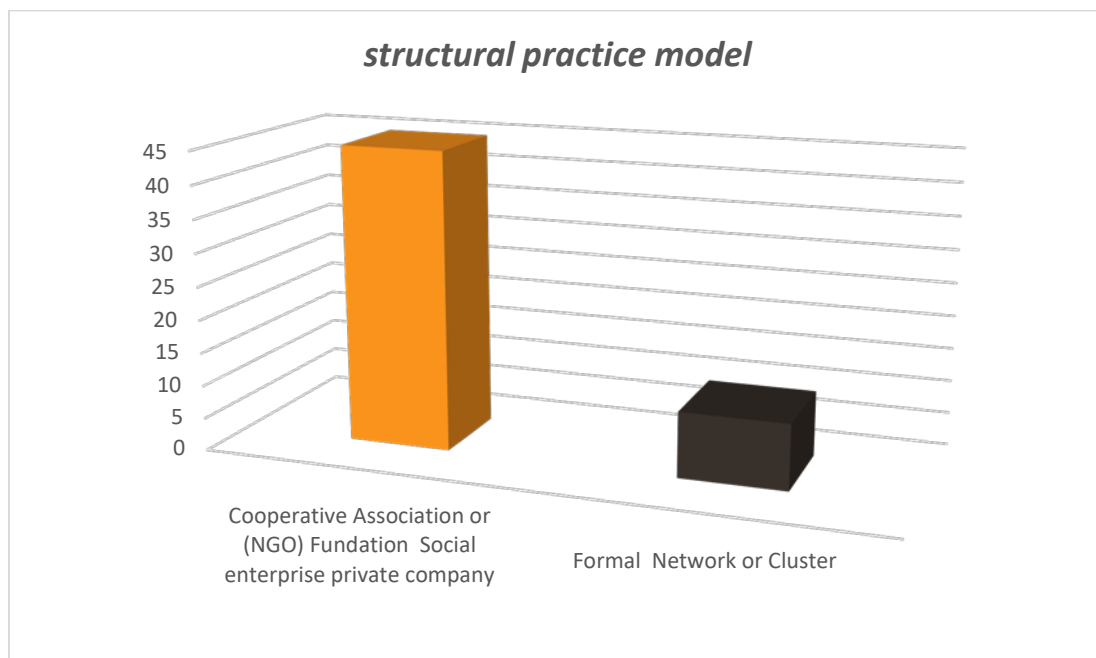 structural practice model
45
40
35
30
25
20
15
10
5
0
Cooperative Association or
(NGO) Fundation Social
enterprise private company
Formal Network or Cluster